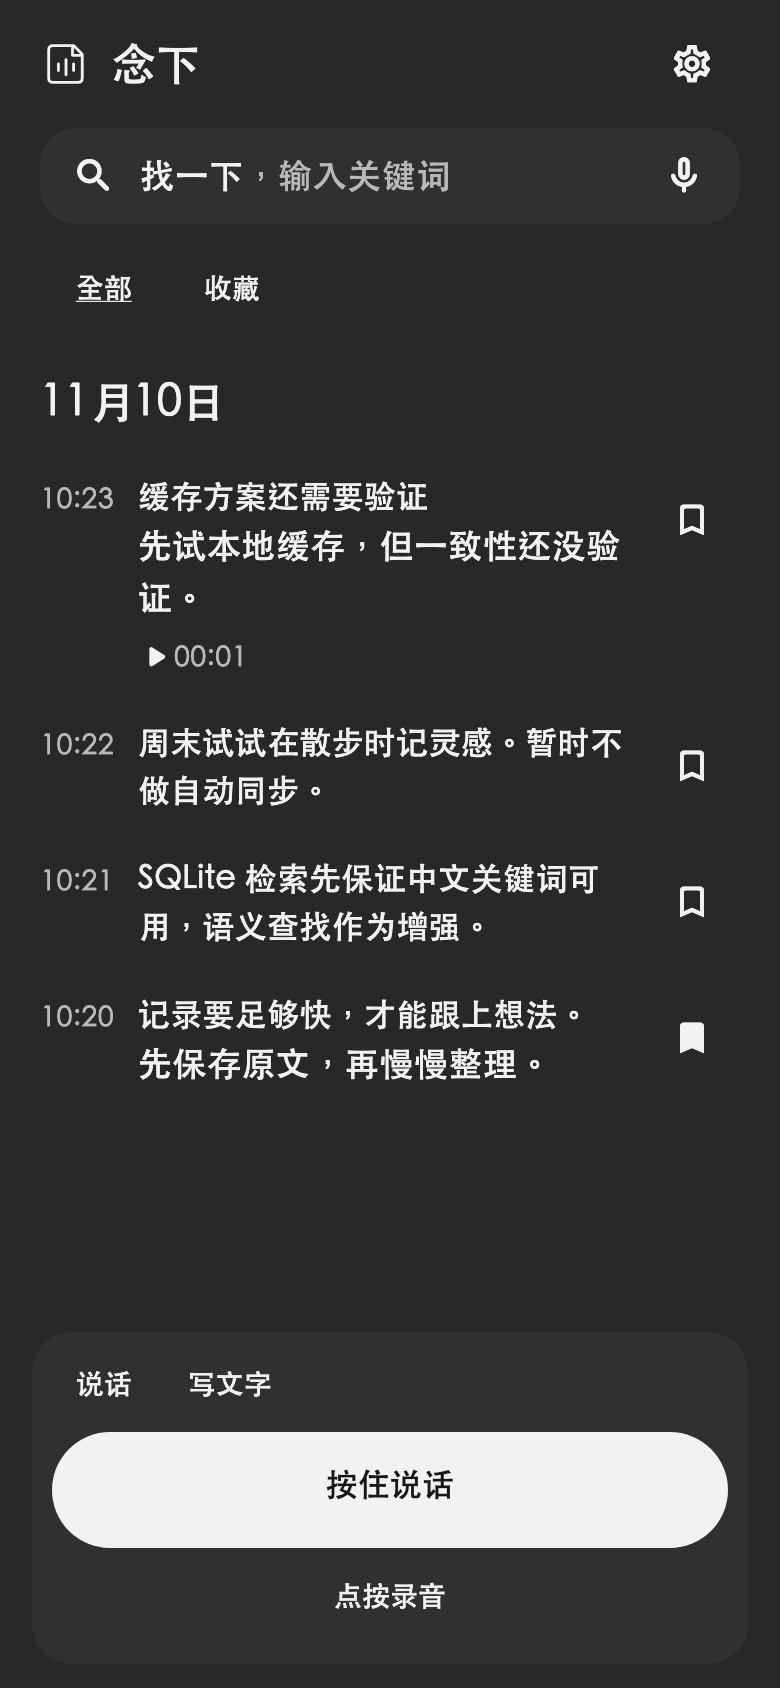 念下
找一下，输入关键词
全部 收藏
11月10日
10:23 缓存方案还需要验证
先试本地缓存，但一致性还没验
证。
00:01
10:22 周末试试在散步时记灵感。暂时不
做自动同步。
10:21 SQLite 检索先保证中文关键词可
用，语义查找作为增强。
10:20 记录要足够快，才能跟上想法。
先保存原文，再慢慢整理。
说话 写文字
按住说话
点按录音